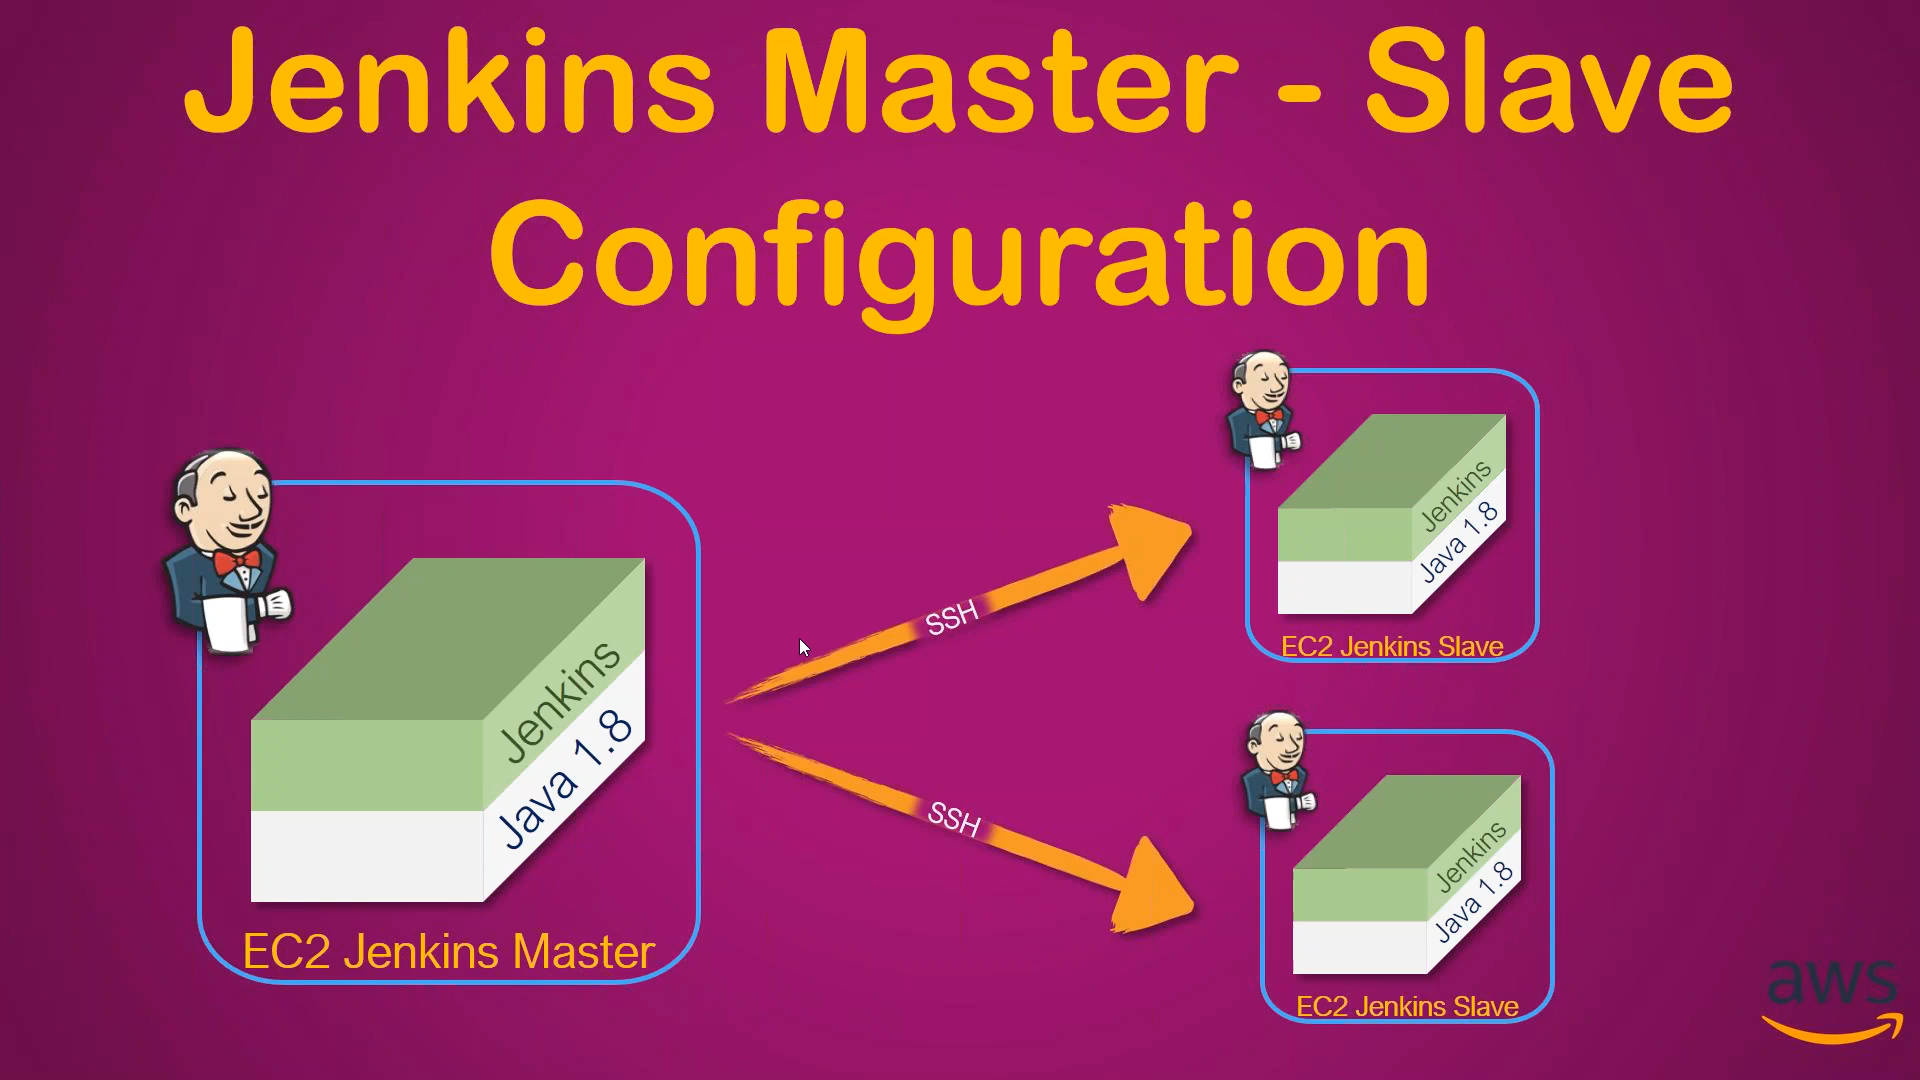 Jenkins Master - Slave
Configuration
Jenkins
Java 1.8
EC2 Jenkins Master
SSH
SSH
Jenkins
Java 1.8
EC2 Jenkins Slave
Jenkins
Java 1.8
EC2 Jenkins Slave
aws